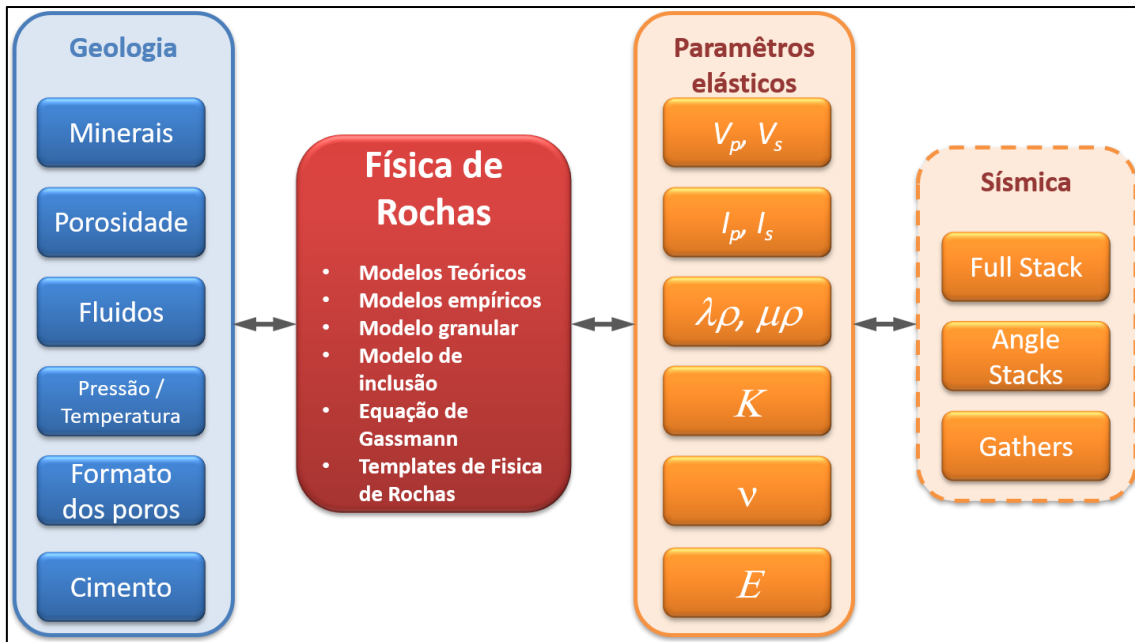 Geologia
Minerais
Porosidade
Fluidos
Pressão /
Temperatura
Formato
dos poros
Cimento
Física de
Rochas
• Modelos Teóricos
• Modelos empíricos
• Modelo granular
• Modelo de
inclusão
• Equação de
Gassmann
• Templates de Fisica
de Rochas
Paramêtros
elásticos
Vp, Vs
Ip, Is
λρ, μρ
K
ν
E
Sísmica
Full Stack
Angle
Stacks
Gathers